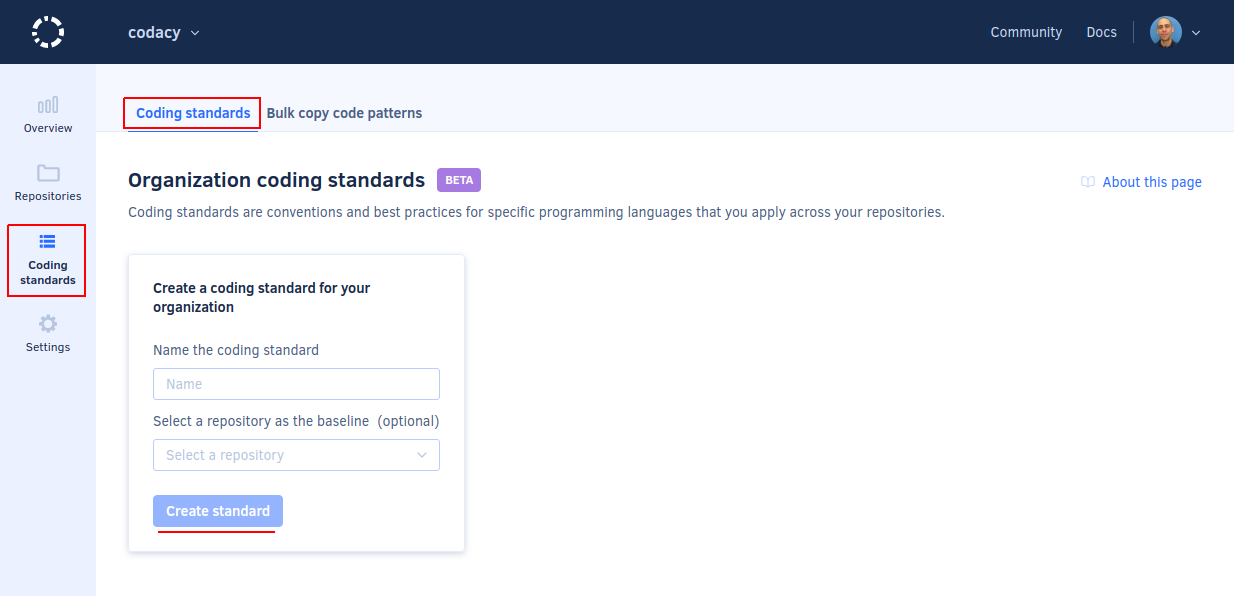 codacy
Community
Docs
Overview
Repositories
Coding
standards
Settings
Coding standards
Bulk copy code patterns
Organization coding standards
BETA
About this page
Coding standards are conventions and best practices for specific programming languages that you apply across your repositories.
Create a coding standard for your
organization
Name the coding standard
Name
Select a repository as the baseline (optional)
Select a repository
Create standard